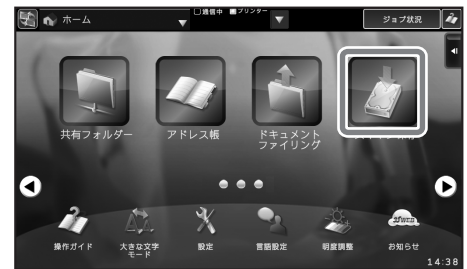 ホーム
□通信中 ■プリンター
ジョブ状況
共有フォルダー
アドレス帳
ドキュメント
ファイリング
操作ガイド
大きな文字
モード
設定
言語設定
明度調整
お知らせ
14:38